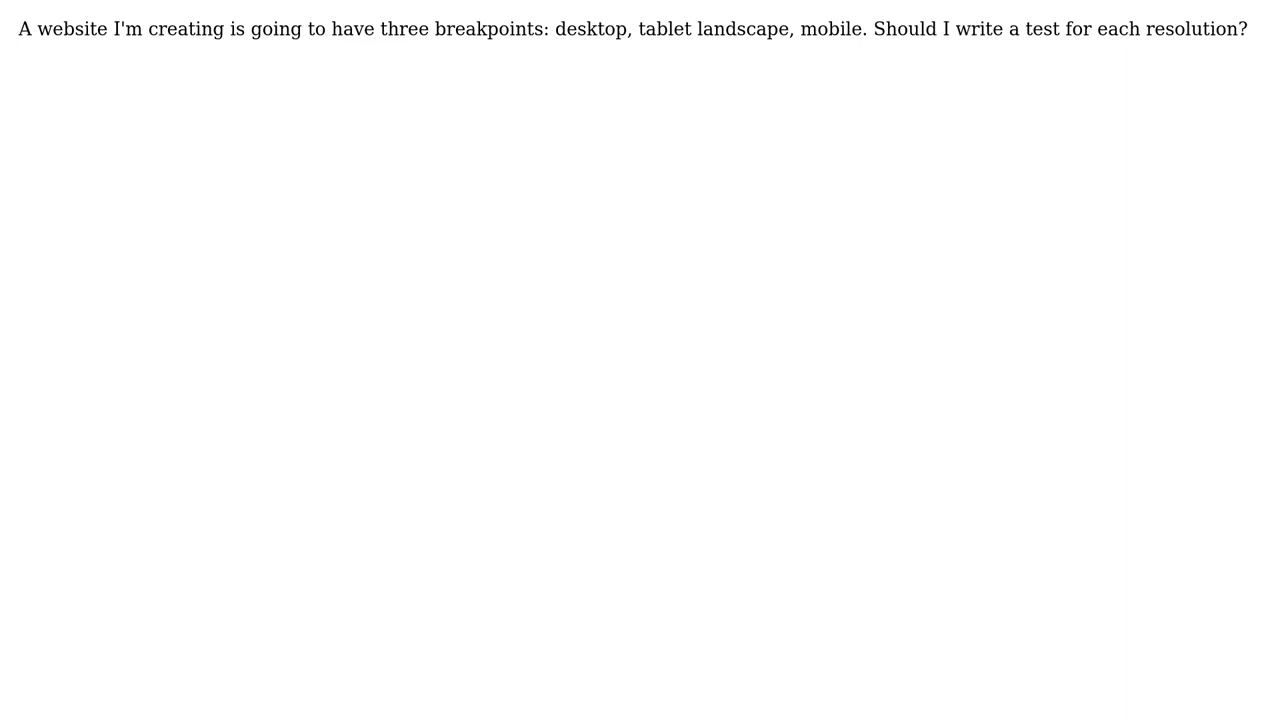 A website I'm creating is going to have three breakpoints: desktop, tablet landscape, mobile. Should I write a test for each resolution?